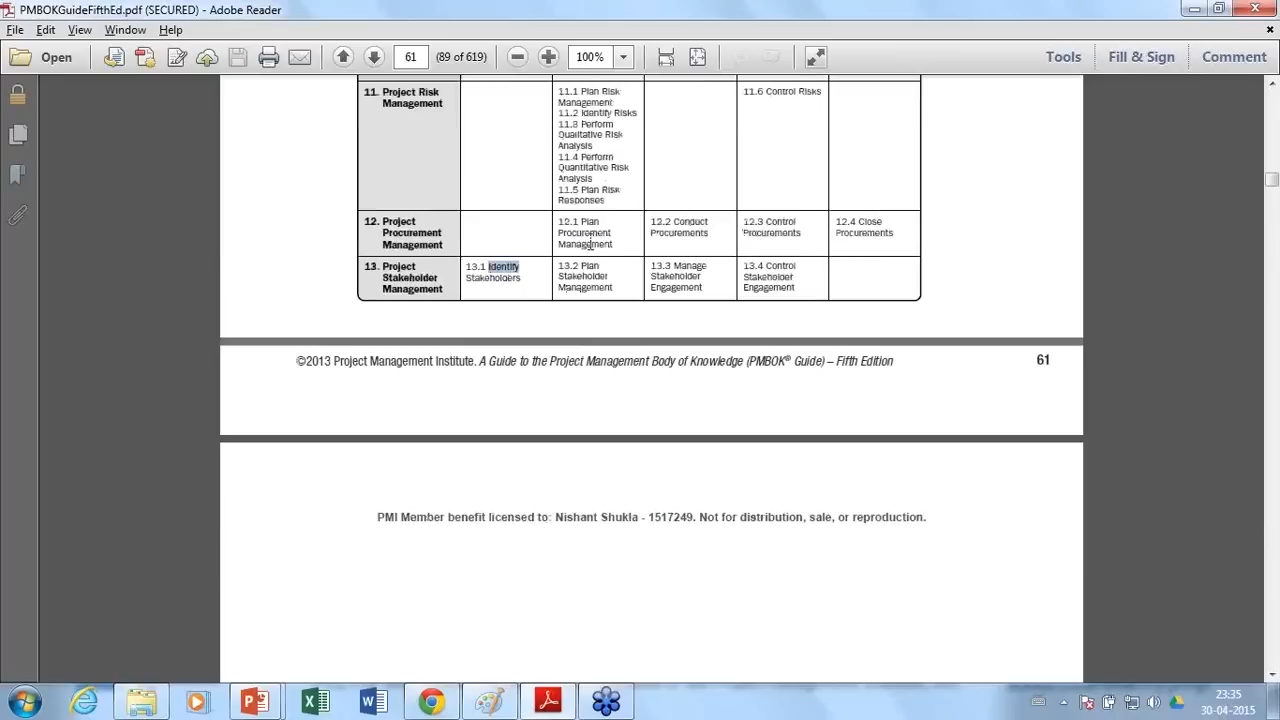 PMBOKGuideFifthEd.pdf (SECURED) - Adobe Reader
File Edit View Window Help
Open 61 (89 of 619) 100% Tools Fill & Sign Comment
11. Project Risk
Management
11.1 Plan Risk
Management
11.2 Identify Risks
11.3 Perform
Qualitative Risk
Analysis
11.4 Perform
Quantitative Risk
Analysis
11.5 Plan Risk
Responses
11.6 Control Risks
12. Project
Procurement
Management
12.1 Plan
Procurement
Management
12.2 Conduct
Procurements
12.3 Control
Procurements
12.4 Close
Procurements
13. Project
Stakeholder
Management
13.1 Identify
Stakeholders
13.2 Plan
Stakeholder
Management
13.3 Manage
Stakeholder
Engagement
13.4 Control
Stakeholder
Engagement
©2013 Project Management Institute. A Guide to the Project Management Body of Knowledge (PMBOK® Guide) – Fifth Edition 61
PMI Member benefit licensed to: Nishant Shukla - 1517249. Not for distribution, sale, or reproduction.
23:35
30-04-2015